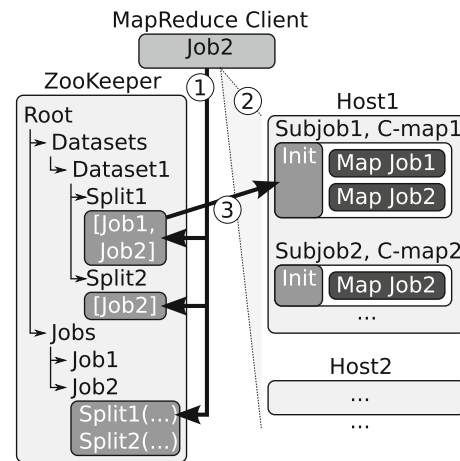 MapReduce Client
Job2
ZooKeeper
1
2
Host1
Root
Datasets
Dataset1
Split1
[Job1,
Job2]
Split2
[Job2]
Jobs
Job1
Job2
Split1(...)
Split2(...)
3
Subjob1, C-map1
Init
Map Job1
Map Job2
Subjob2, C-map2
Init
Map Job2
...
Host2
...
...